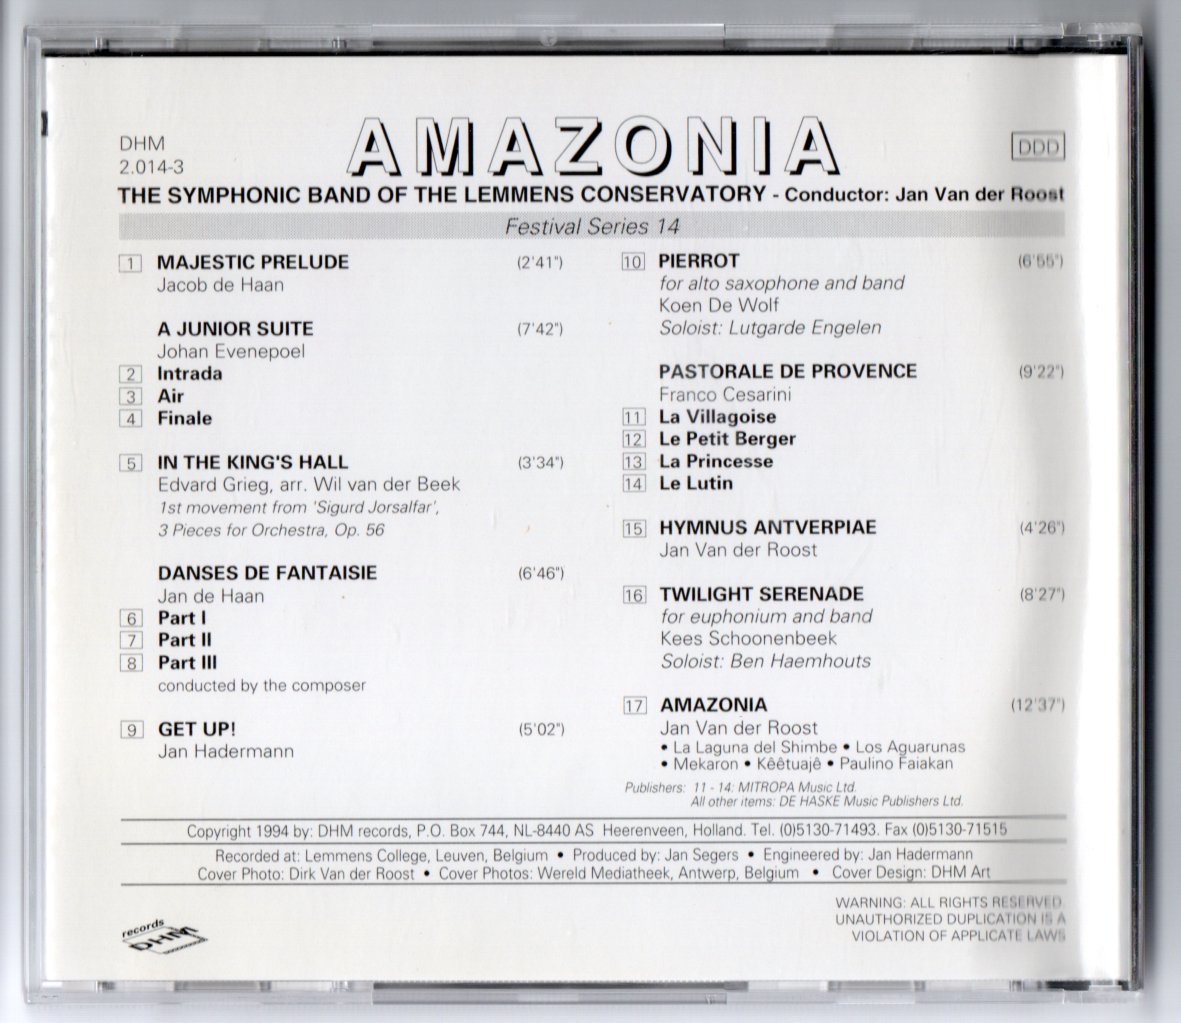 DHM
2.014-3
AMAZONIA
DDD
THE SYMPHONIC BAND OF THE LEMMENS CONSERVATORY - Conductor: Jan Van der Roost
Festival Series 14
1 MAJESTIC PRELUDE (2'41")
Jacob de Haan
A JUNIOR SUITE (7'42")
Johan Evenepoel
2 Intrada
3 Air
4 Finale
5 IN THE KING'S HALL (3'34")
Edvard Grieg, arr. Wil van der Beek
1st movement from 'Sigurd Jorsalfar',
3 Pieces for Orchestra, Op. 56
DANSES DE FANTAISIE (6'46")
Jan de Haan
6 Part I
7 Part II
8 Part III
conducted by the composer
9 GET UP! (5'02")
Jan Hadermann
10 PIERROT (6'55")
for alto saxophone and band
Koen De Wolf
Soloist: Lutgarde Engelen
PASTORALE DE PROVENCE (9'22")
Franco Cesarini
11 La Villagoise
12 Le Petit Berger
13 La Princesse
14 Le Lutin
15 HYMNUS ANTVERPIAE (4'26")
Jan Van der Roost
16 TWILIGHT SERENADE (8'27")
for euphonium and band
Kees Schoonenbeek
Soloist: Ben Haemhouts
17 AMAZONIA (12'37")
Jan Van der Roost
• La Laguna del Shimbe • Los Aguarunas
• Mekaron • Kêêtuajê • Paulino Faiakan
Publishers: 11 - 14: MITROPA Music Ltd.
All other items: DE HASKE Music Publishers Ltd.
Copyright 1994 by: DHM records, P.O. Box 744, NL-8440 AS Heerenveen, Holland. Tel. (0)5130-71493. Fax (0)5130-71515
Recorded at: Lemmens College, Leuven, Belgium • Produced by: Jan Segers • Engineered by: Jan Hadermann
Cover Photo: Dirk Van der Roost • Cover Photos: Wereld Mediatheek, Antwerp, Belgium • Cover Design: DHM Art
WARNING: ALL RIGHTS RESERVED.
UNAUTHORIZED DUPLICATION IS A
VIOLATION OF APPLICATE LAWS
records
DHM